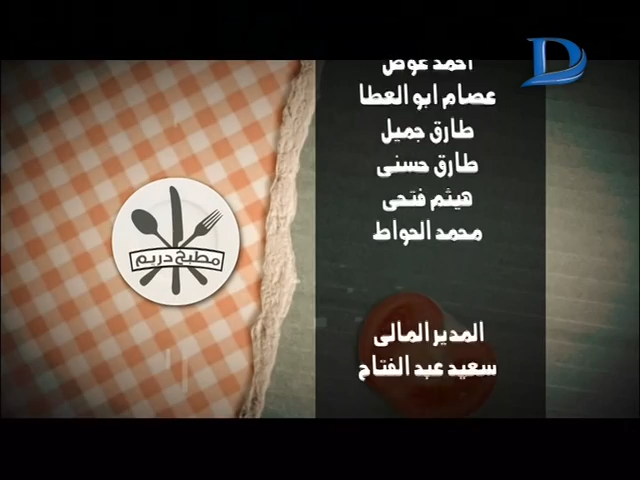 احمد عوض
عصام ابو العطا
طارق جميل
طارق حسنى
هيثم فتحى
محمد الحواط
مطبخ دريم
المدير المالى
سعيد عبد الفتاح